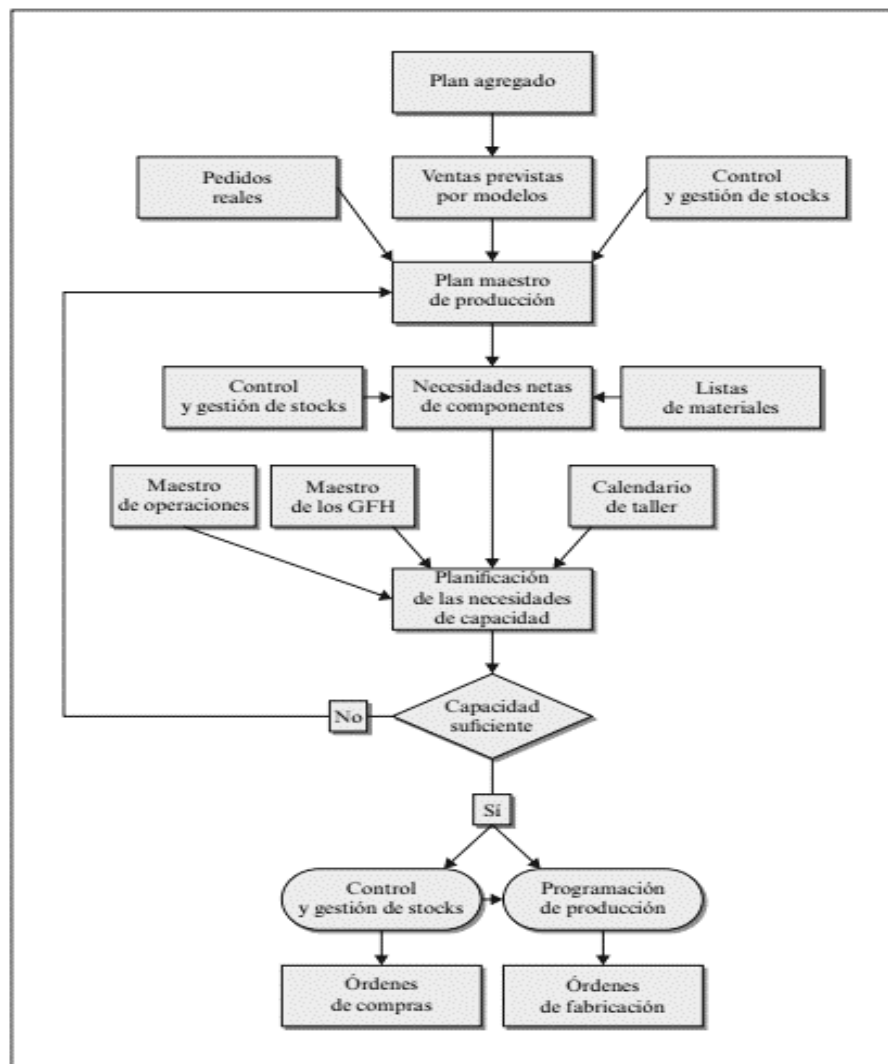 Plan agregado
Pedidos
reales
Ventas previstas
por modelos
Control
y gestión de stocks
Plan maestro
de producción
Control
y gestión de stocks
Necesidades netas
de componentes
Listas
de materiales
Maestro
de operaciones
Maestro
de los GFH
Calendario
de taller
Planificación
de las necesidades
de capacidad
No
Capacidad
suficiente
Sí
Control
y gestión de stocks
Programación
de producción
Órdenes
de compras
Órdenes
de fabricación